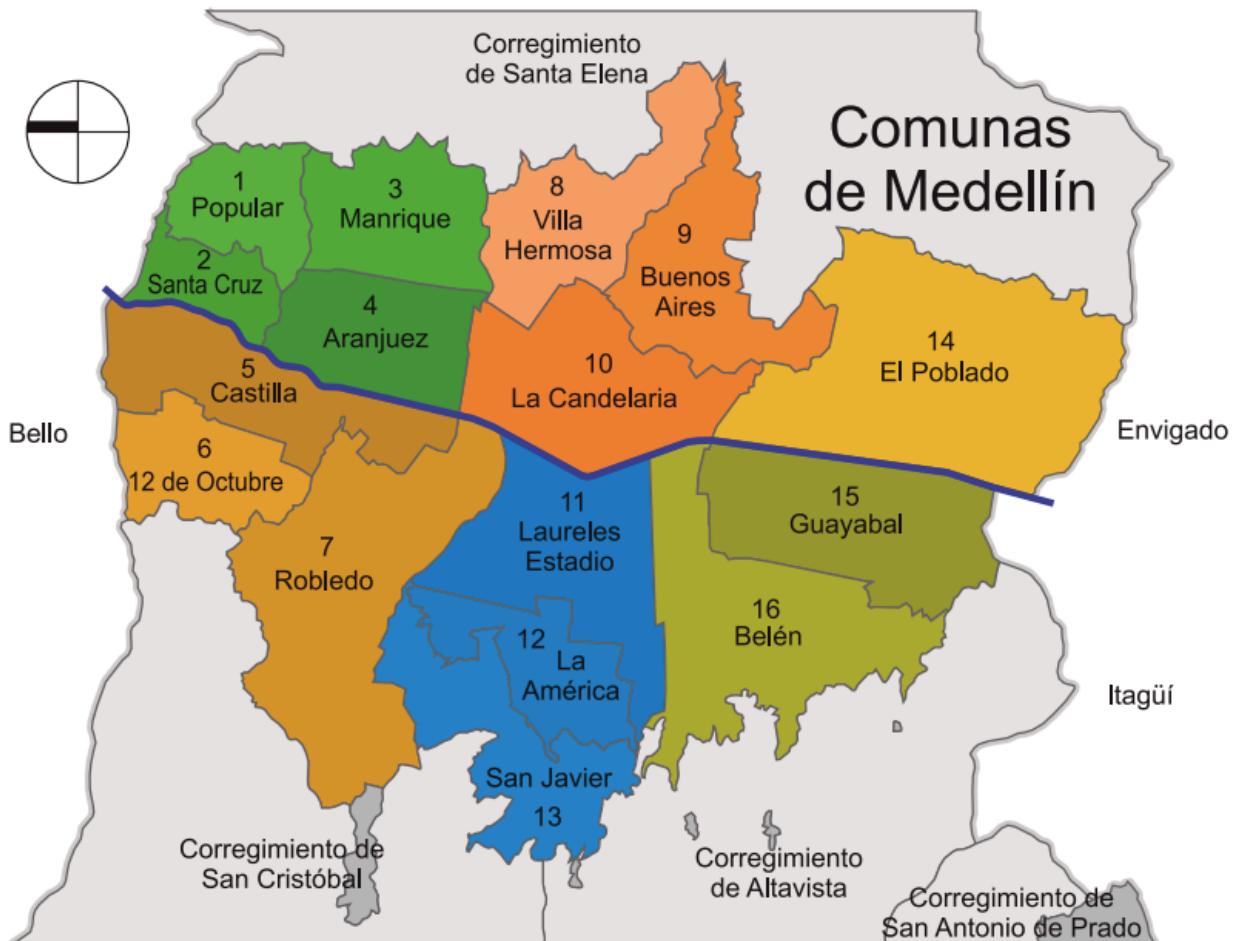 Corregimiento
de Santa Elena
Comunas
de Medellín
1
Popular
3
Manrique
8
Villa
Hermosa
9
Buenos
Aires
2
Santa Cruz
4
Aranjuez
14
El Poblado
5
Castilla
10
La Candelaria
Bello
Envigado
6
12 de Octubre
11
Laureles
Estadio
15
Guayabal
7
Robledo
16
Belén
12
La
América
Itagüí
San Javier
13
Corregimiento de
San Cristóbal
Corregimiento
de Altavista
Corregimiento de
San Antonio de Prado